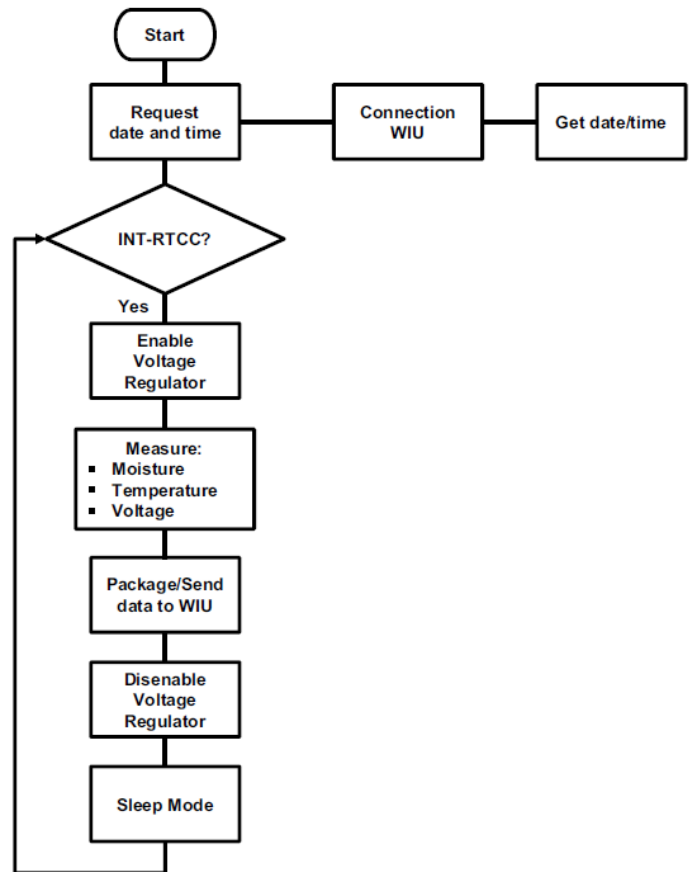 Start
Request
date and time
Connection
WIU
Get date/time
INT-RTCC?
Yes
Enable
Voltage
Regulator
Measure:
▪ Moisture
▪ Temperature
▪ Voltage
Package/Send
data to WIU
Disenable
Voltage
Regulator
Sleep Mode